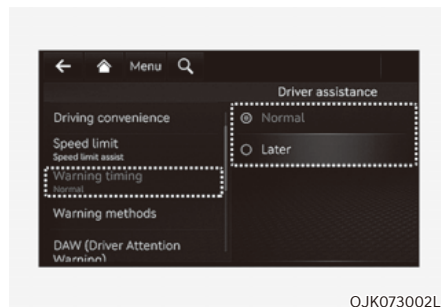 Menu
Driver assistance
Driving convenience
Speed limit
Speed limit assist
Warning timing
Normal
Warning methods
DAW (Driver Attention
Warning)
Normal
Later
OJK073002L